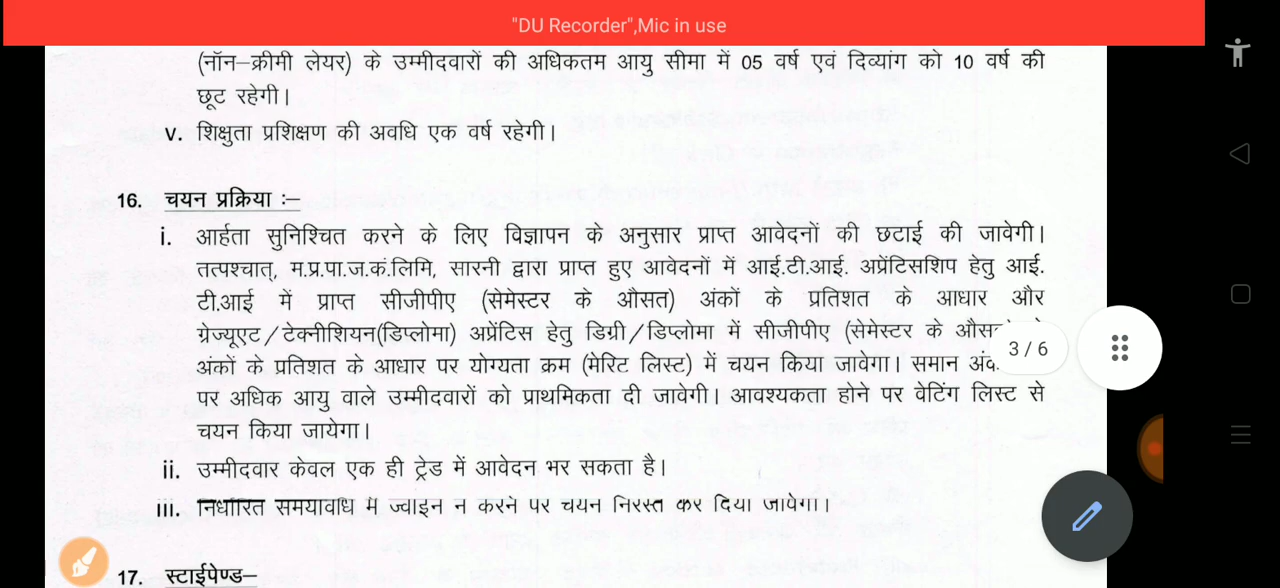 "DU Recorder",Mic in use
(नॉन–क्रीमी लेयर) के उम्मीदवारों की अधिकतम आयु सीमा में 05 वर्ष एवं दिव्यांग को 10 वर्ष की
छूट रहेगी।
v. शिक्षुता प्रशिक्षण की अवधि एक वर्ष रहेगी।
16. चयन प्रक्रिया :–
i. आर्हता सुनिश्चित करने के लिए विज्ञापन के अनुसार प्राप्त आवेदनों की छटाई की जावेगी।
तत्पश्चात्, म.प्र.पा.ज.कं.लिमि, सारनी द्वारा प्राप्त हुए आवेदनों में आई.टी.आई. अप्रेंटिसशिप हेतु आई.
टी.आई में प्राप्त सीजीपीए (सेमेस्टर के औसत) अंकों के प्रतिशत के आधार और
ग्रेज्यूएट/टेक्नीशियन(डिप्लोमा) अप्रेंटिस हेतु डिग्री/डिप्लोमा में सीजीपीए (सेमेस्टर के
3 / 6
अंकों के प्रतिशत के आधार पर योग्यता क्रम (मेरिट लिस्ट) में चयन किया जावेगा। समान
पर अधिक आयु वाले उम्मीदवारों को प्राथमिकता दी जावेगी। आवश्यकता होने पर वेटिंग लिस्ट से
चयन किया जायेगा।
ii. उम्मीदवार केवल एक ही ट्रेड में आवेदन भर सकता है।
iii. निर्धारित समयावधि में ज्वाइन न करने पर चयन निरस्त कर दिया जावेगा।
17. स्टाईपेण्ड–